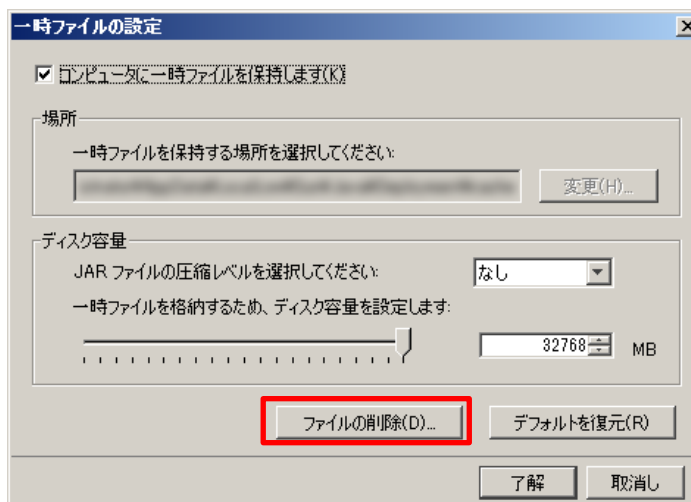 一時ファイルの設定
コンピュータに一時ファイルを保持します(K)
場所
一時ファイルを保持する場所を選択してください:
変更(H)...
ディスク容量
JAR ファイルの圧縮レベルを選択してください:
なし
一時ファイルを格納するため、ディスク容量を設定します:
32768 MB
ファイルの削除(D)...
デフォルトを復元(R)
了解
取消し